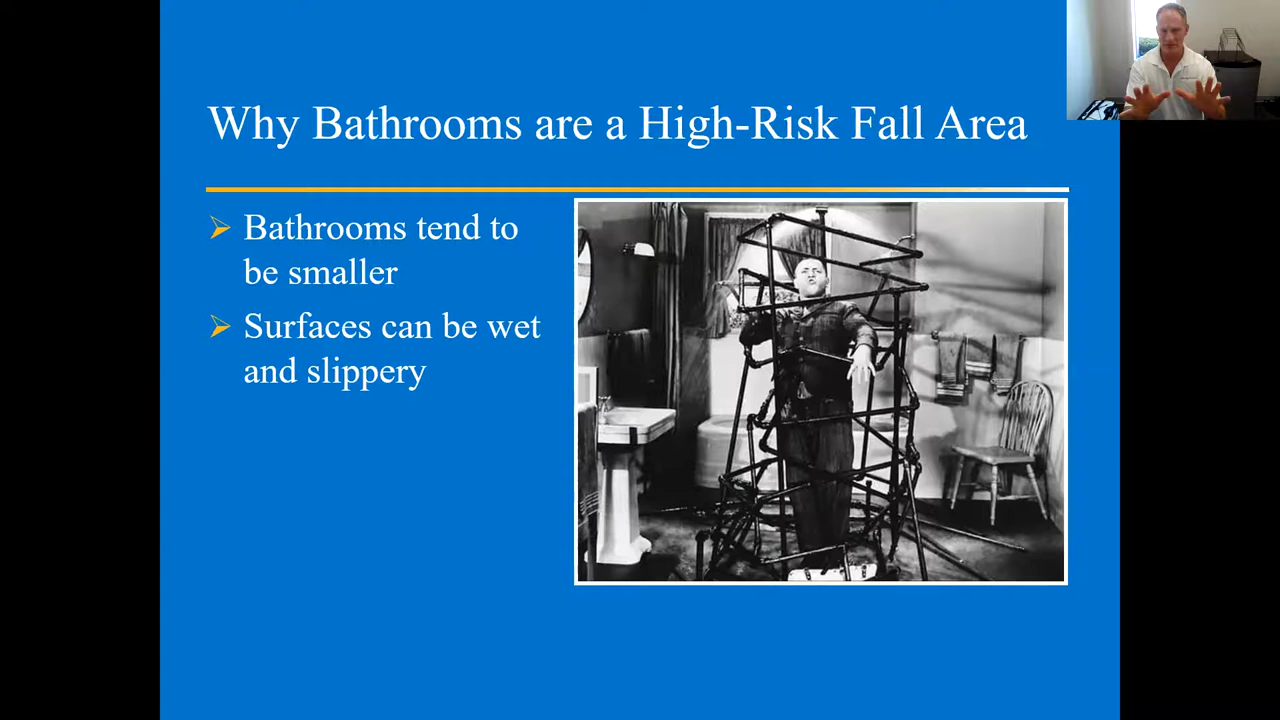 Why Bathrooms are a High-Risk Fall Area
Bathrooms tend to
be smaller
Surfaces can be wet
and slippery